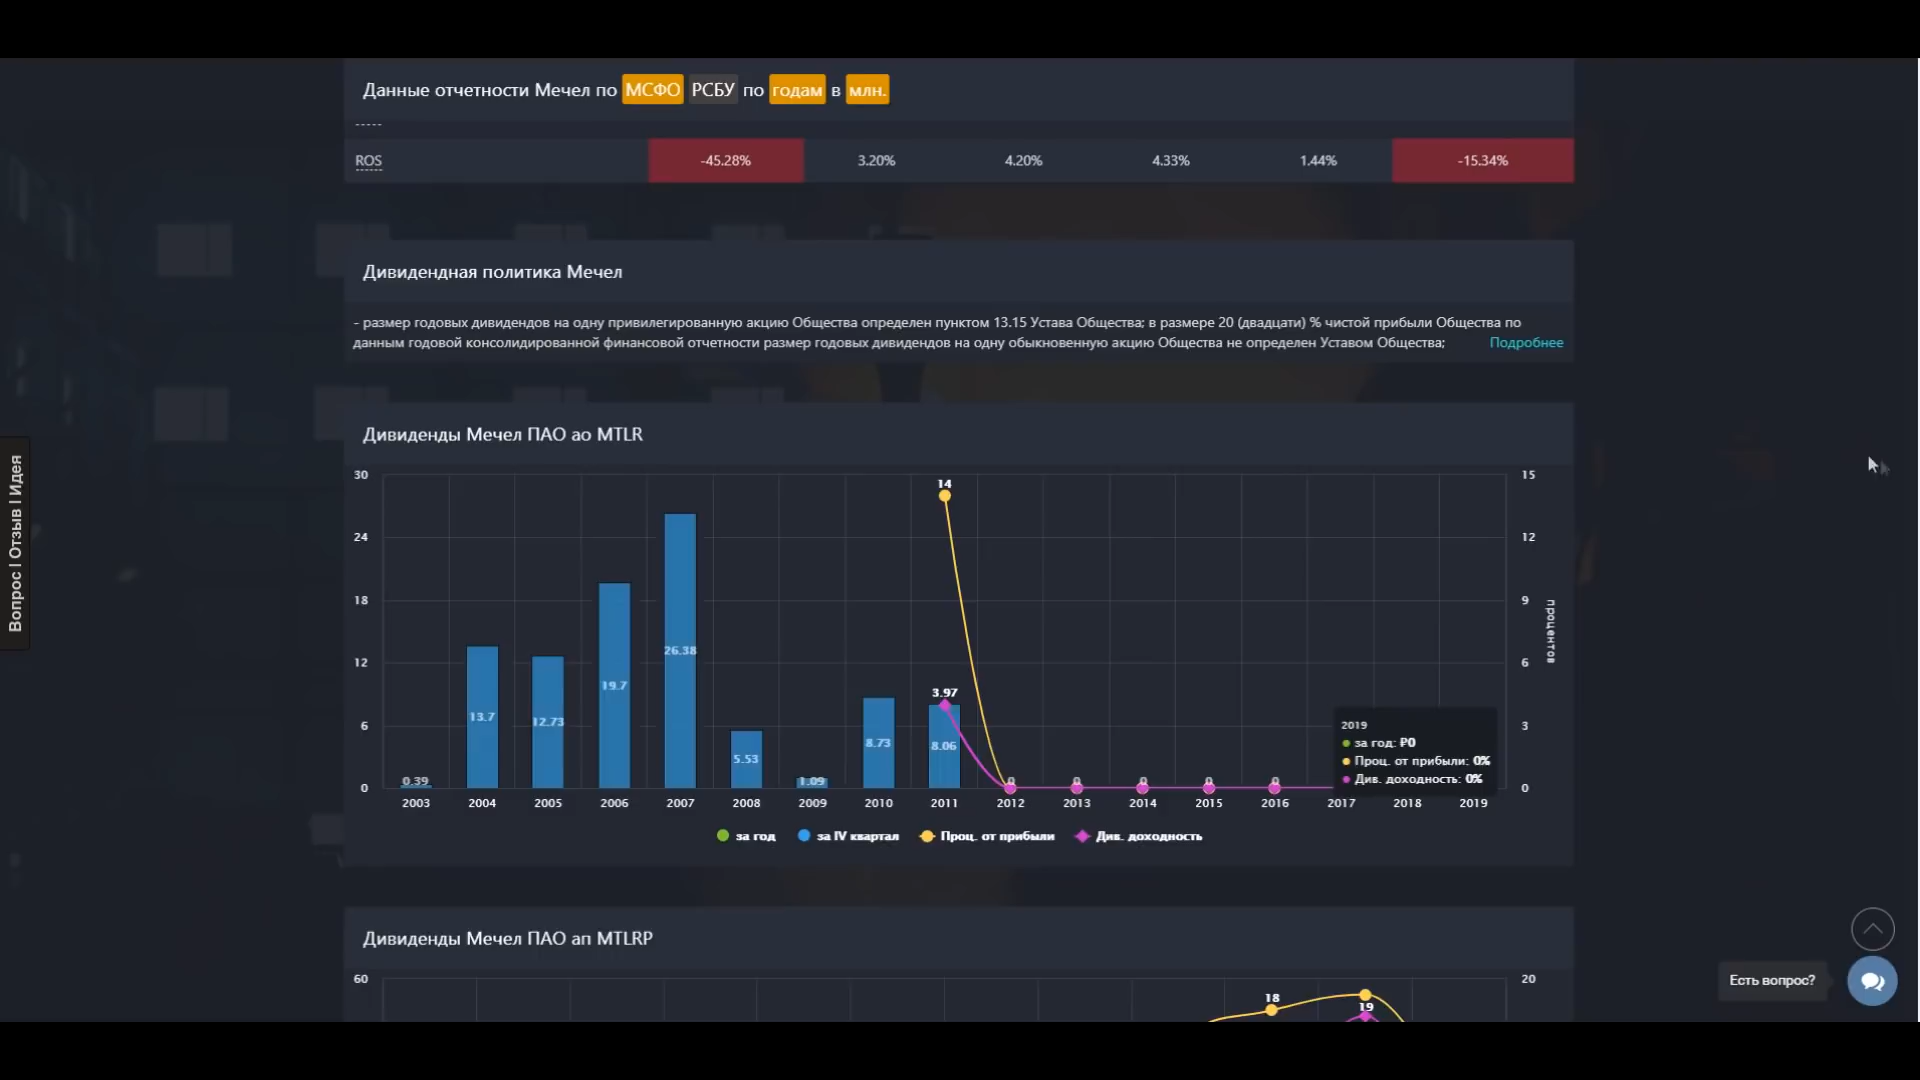 Данные отчетности Мечел по МСФО РСБУ по годам в млн.
ROS -45.28% 3.20% 4.20% 4.33% 1.44% -15.34%
Дивидендная политика Мечел
- размер годовых дивидендов на одну привилегированную акцию Общества определен пунктом 13.15 Устава Общества; в размере 20 (двадцати) % чистой прибыли Общества по
данным годовой консолидированной финансовой отчетности размер годовых дивидендов на одну обыкновенную акцию Общества не определен Уставом Общества; Подробнее
Вопрос | Отзыв | Идея
Дивиденды Мечел ПАО ао MTLR
30 15
14
24 12
18 9
процентов
26.38
12 6
19.7
3.97
13.7
12.73
6 3
8.73
8.06
5.53
2019
за год: ₽0
Проц. от прибыли: 0%
Див. доходность: 0%
0.39 1.09 0 0 0 0 0
0 0
2003 2004 2005 2006 2007 2008 2009 2010 2011 2012 2013 2014 2015 2016 2017 2018 2019
за год за IV квартал Проц. от прибыли Див. доходность
Дивиденды Мечел ПАО ап MTLRP
60 20
18
19
Есть вопрос?